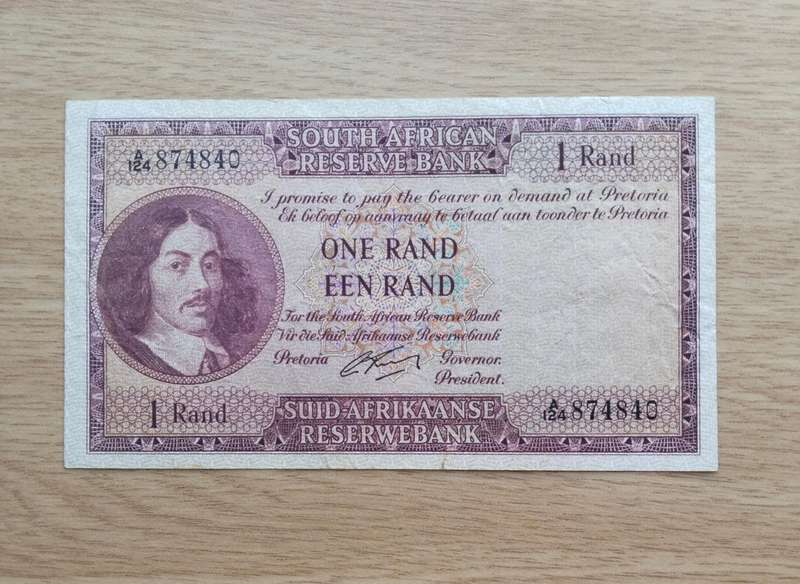 SOUTH AFRICAN
RESERVE BANK
A/124 874840
1 Rand
I promise to pay the bearer on demand at Pretoria
Ek beloof op aanvraag te betaal aan toonder te Pretoria
ONE RAND
EEN RAND
For the South African Reserve Bank
Vir die Suid-Afrikaanse Reserwebank
Pretoria Governor.
President.
1 Rand
SUID-AFRIKAANSE
RESERWEBANK
A/124 874840